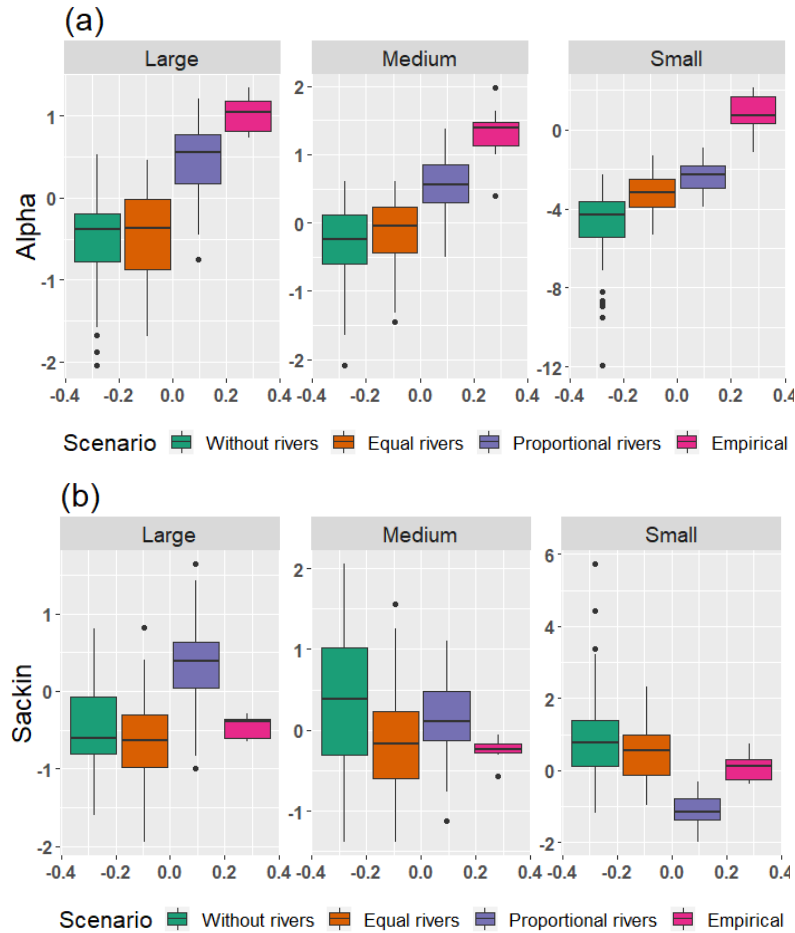 (a)
Large Medium Small
Alpha
1
0
-1
-2
2
1
0
-1
-2
0
-4
-8
-12
-0.4 -0.2 0.0 0.2 0.4 -0.4 -0.2 0.0 0.2 0.4 -0.4 -0.2 0.0 0.2 0.4
Scenario Without rivers Equal rivers Proportional rivers Empirical
(b)
Large Medium Small
Sackin
1
0
-1
-2
2
1
0
-1
6
4
2
0
-2
-0.4 -0.2 0.0 0.2 0.4 -0.4 -0.2 0.0 0.2 0.4 -0.4 -0.2 0.0 0.2 0.4
Scenario Without rivers Equal rivers Proportional rivers Empirical